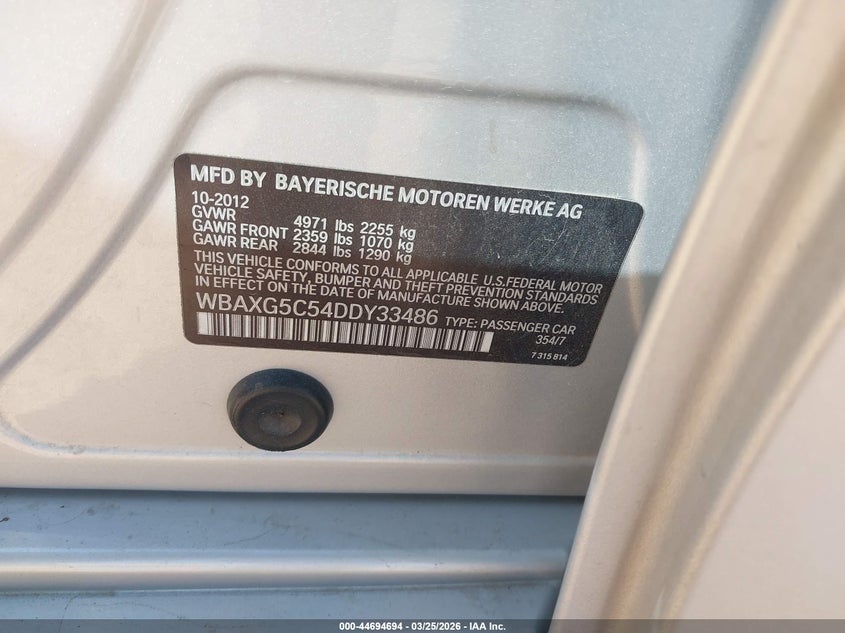 MFD BY BAYERISCHE MOTOREN WERKE AG
10-2012
GVWR 4971 lbs 2255 kg
GAWR FRONT 2359 lbs 1070 kg
GAWR REAR 2844 lbs 1290 kg
THIS VEHICLE CONFORMS TO ALL APPLICABLE U.S.FEDERAL MOTOR
VEHICLE SAFETY, BUMPER AND THEFT PREVENTION STANDARDS
IN EFFECT ON THE DATE OF MANUFACTURE SHOWN ABOVE.
WBAXG5C54DDY33486 TYPE: PASSENGER CAR
354/7
7 315 814
000-44694694 | 03/25/2026 | IAA Inc.